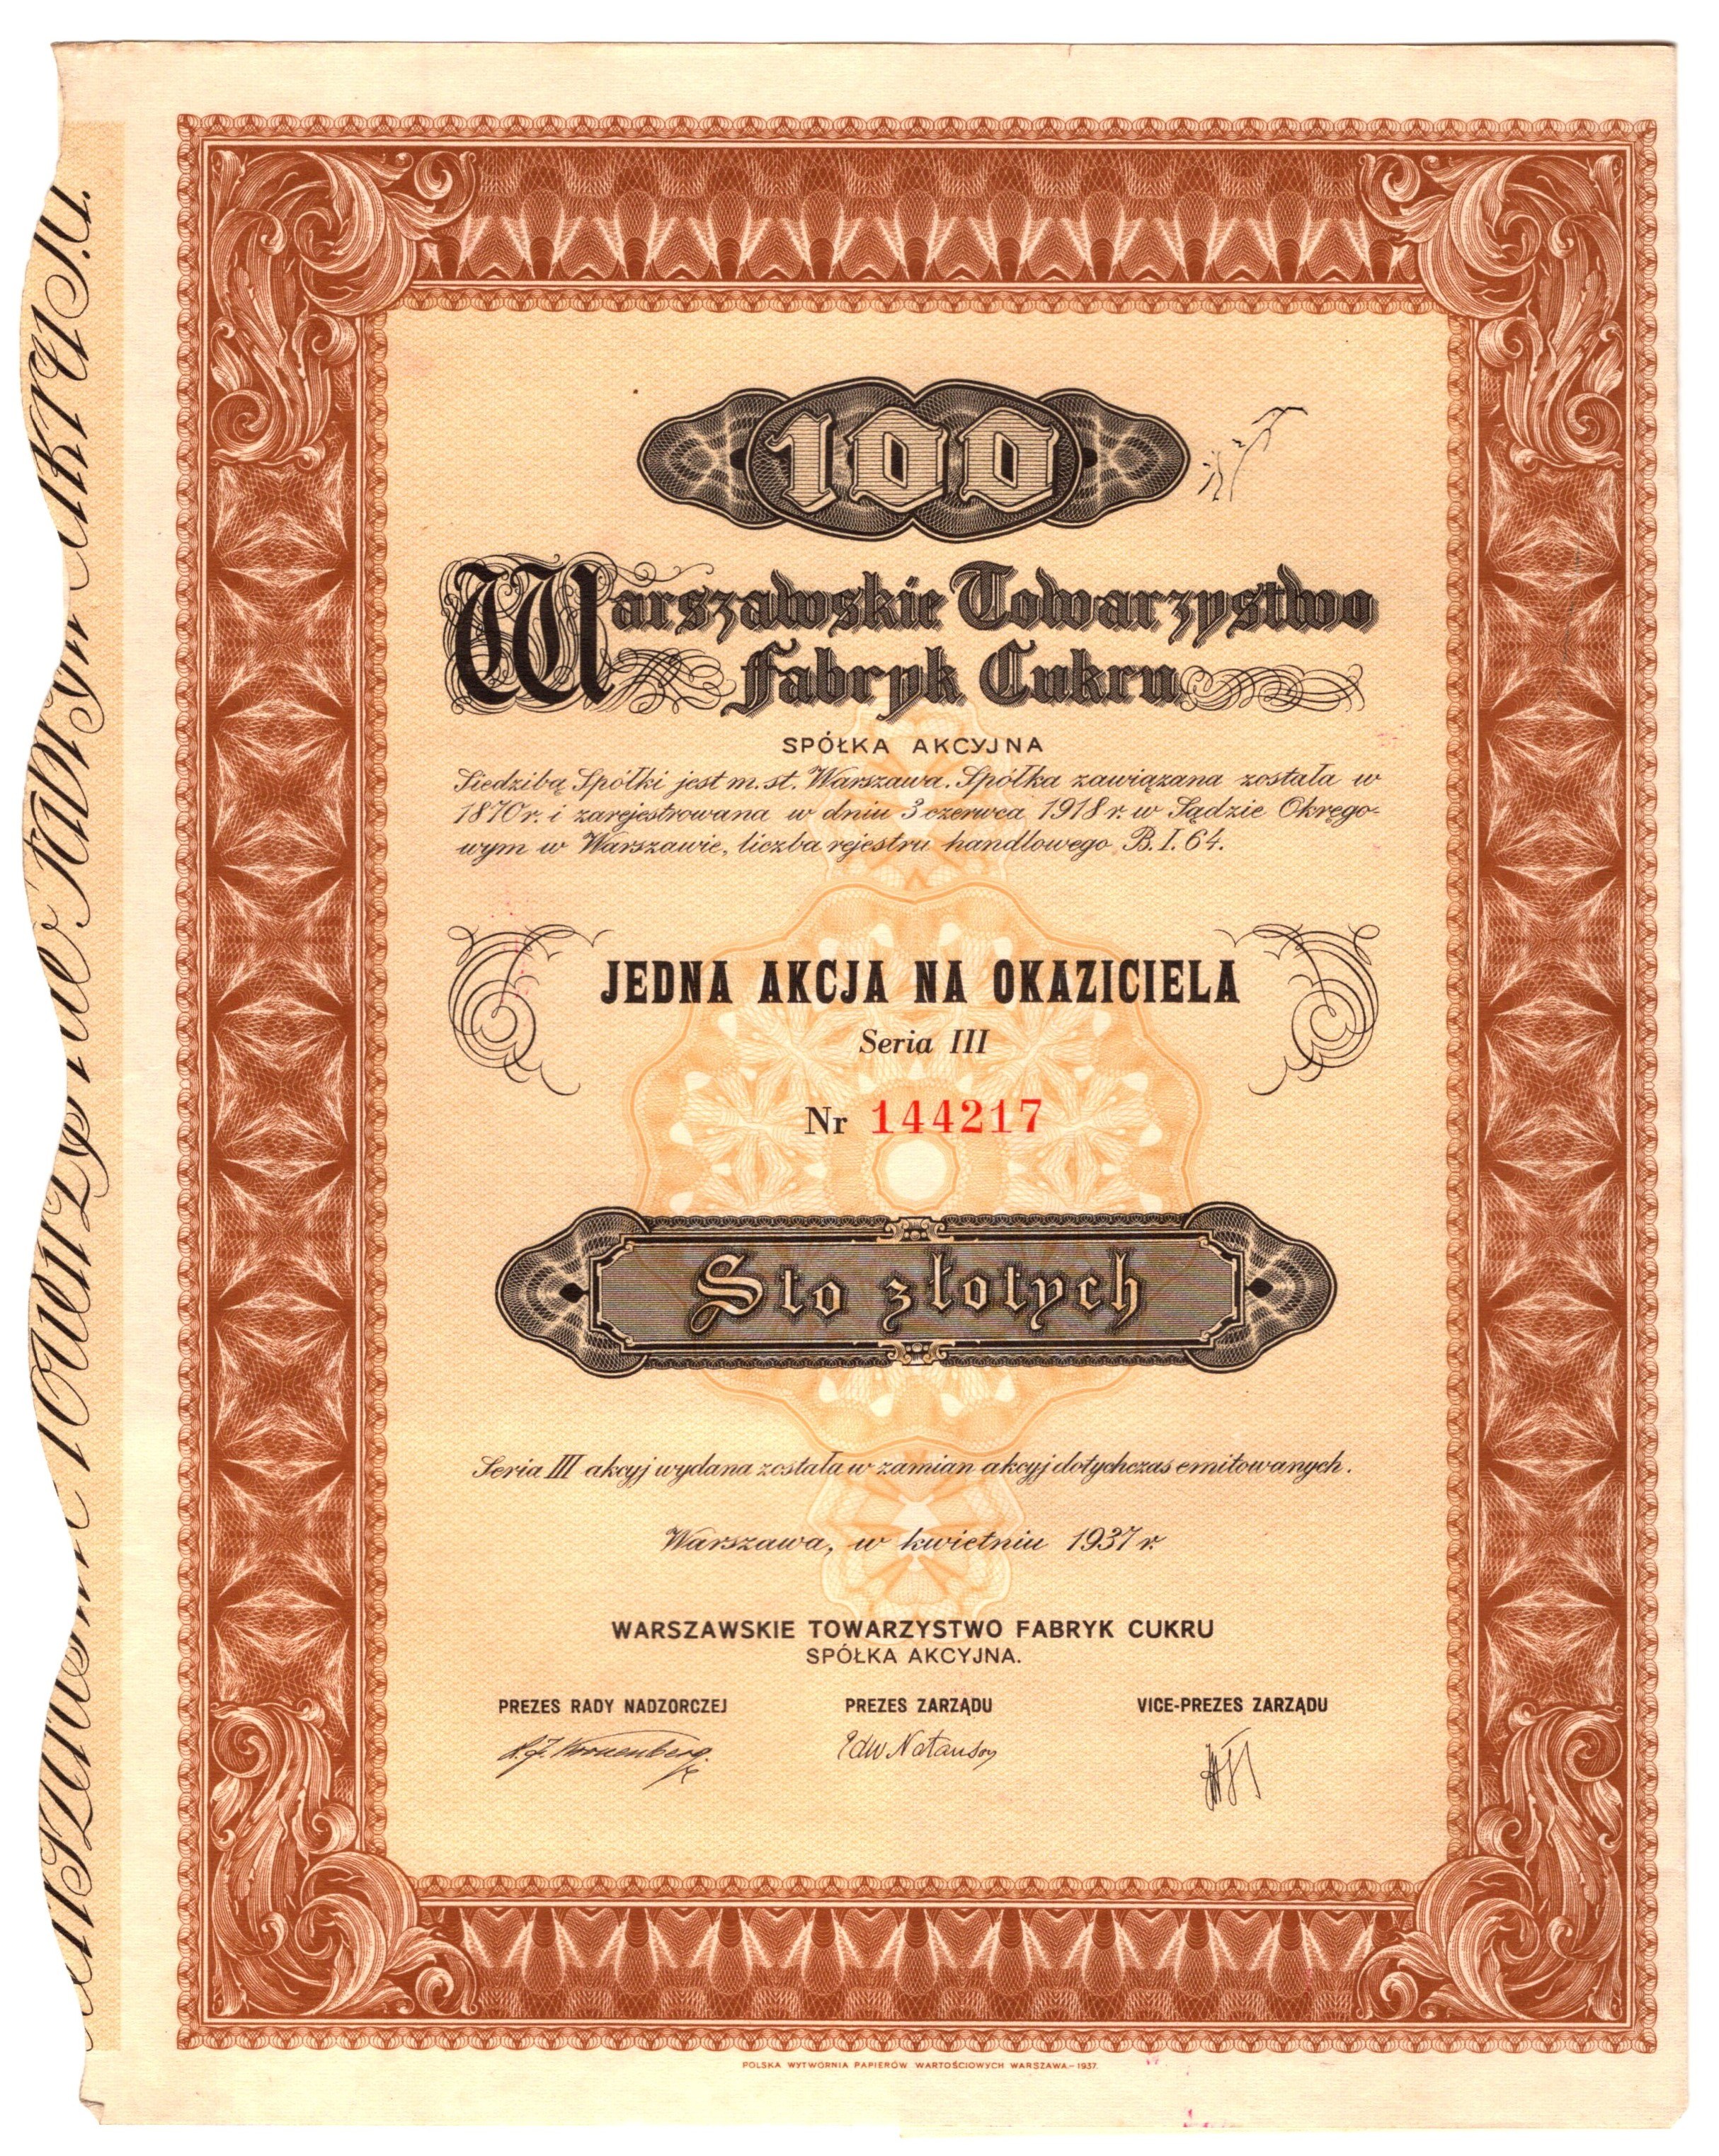 100
Warszawskie Towarzystwo
Fabryk Cukru
SPÓŁKA AKCYJNA
Siedzibą Spółki jest m. st. Warszawa. Spółka zawiązana została w
1870 r. i zarejestrowana w dniu 3 czerwca 1918 r. w Sądzie Okręgo-
wym w Warszawie, liczba rejestru handlowego, B. I. 64.
JEDNA AKCJA NA OKAZICIELA
Seria III
Nr 144217
Sto złotych
Seria III akcyj wydana została w zamian akcyj dotychczas emitowanych.
Warszawa, w kwietniu 1937 r.
WARSZAWSKIE TOWARZYSTWO FABRYK CUKRU
SPÓŁKA AKCYJNA.
PREZES RADY NADZORCZEJ PREZES ZARZĄDU VICE-PREZES ZARZĄDU
Kronenberg. Edw Natanson
POLSKA WYTWÓRNIA PAPIERÓW WARTOŚCIOWYCH WARSZAWA.-1937.